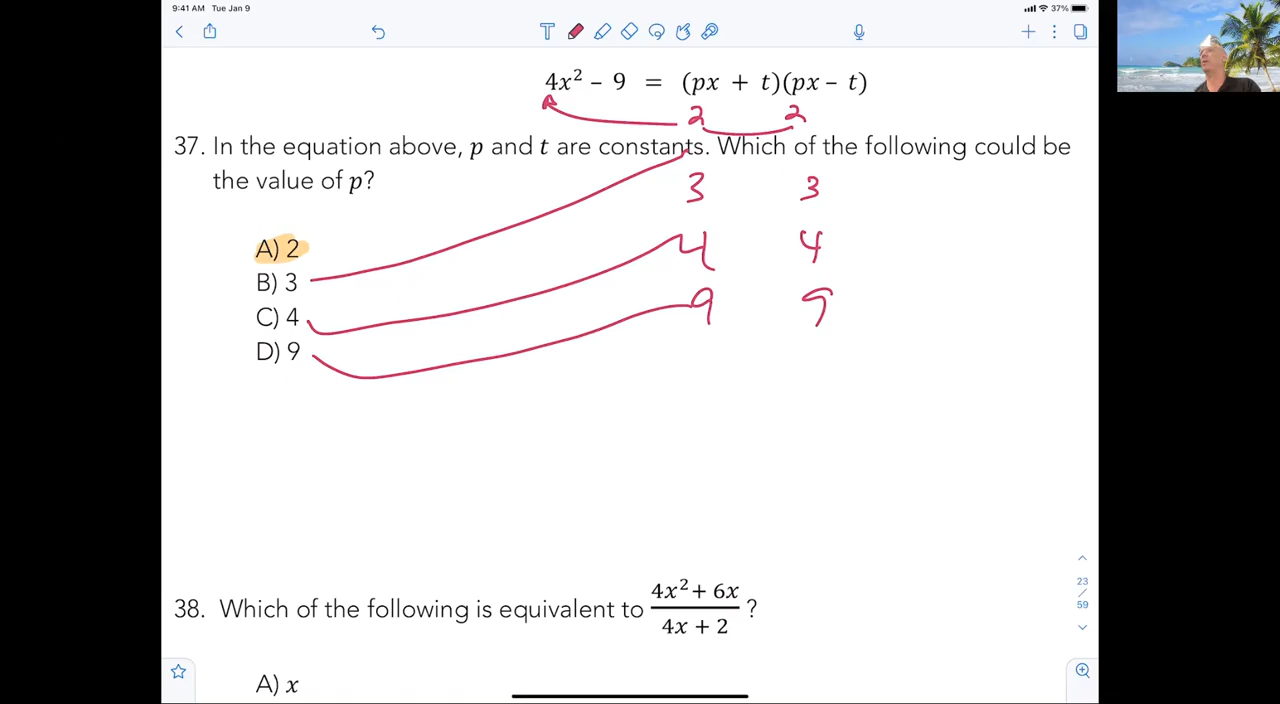 9:41 AM Tue Jan 9
37%
4x² – 9 = (px + t)(px – t)
2 2
37. In the equation above, p and t are constants. Which of the following could be
the value of p?
3 3
A) 2
4 4
B) 3
9 9
C) 4
D) 9
23
/
59
38. Which of the following is equivalent to (4x² + 6x)/(4x + 2) ?
A) x